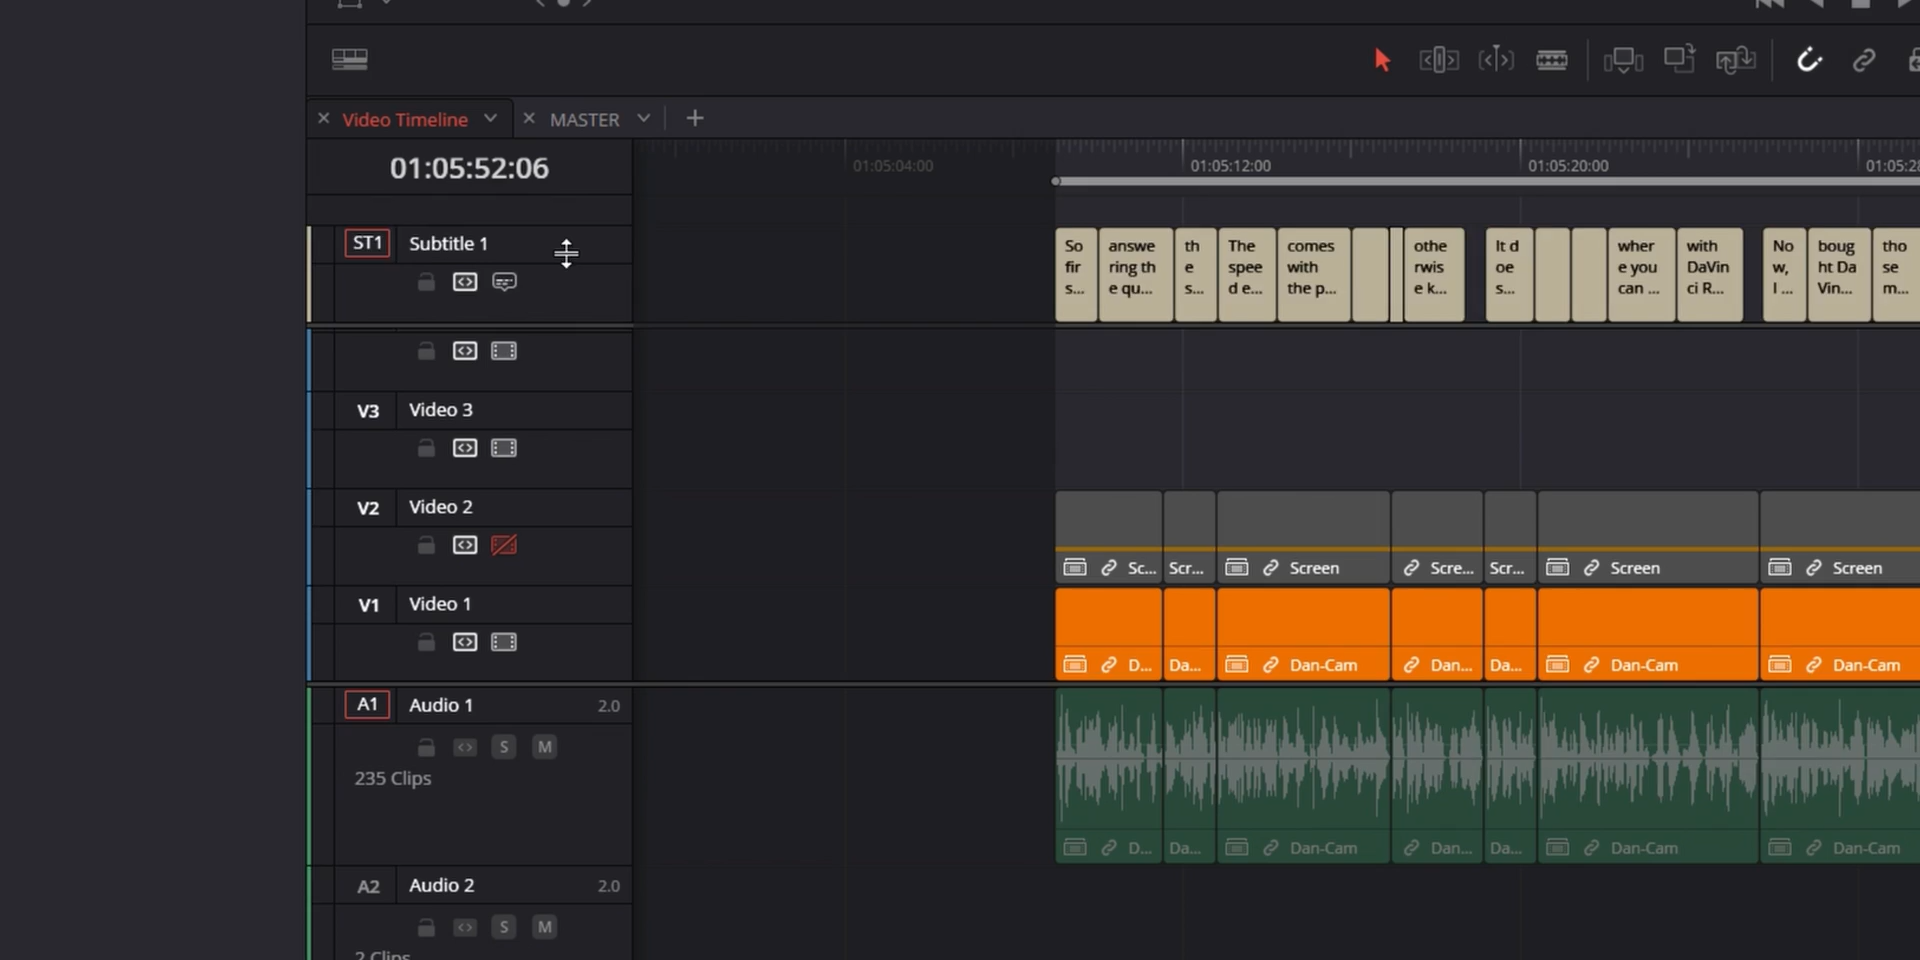 Video Timeline
MASTER
01:05:52:06
01:05:04:00
01:05:12:00
01:05:20:00
01:05:28
ST1
Subtitle 1
So
fir
s...
answe
ring th
e qu...
th
e
s...
The
spee
d e...
comes
with
the p...
othe
rwis
e k...
It d
oe
s...
wher
e you
can ...
with
DaVin
ci R...
No
w,
I ...
boug
ht Da
Vin...
tho
se
m...
V3
Video 3
V2
Video 2
Sc...
Scr...
Screen
Scre...
Scr...
Screen
Screen
V1
Video 1
D...
Da...
Dan-Cam
Dan...
Da...
Dan-Cam
Dan-Cam
A1
Audio 1
2.0
S
M
235 Clips
D...
Da...
Dan-Cam
Dan...
Da...
Dan-Cam
Dan-Cam
A2
Audio 2
2.0
S
M
2 Clips